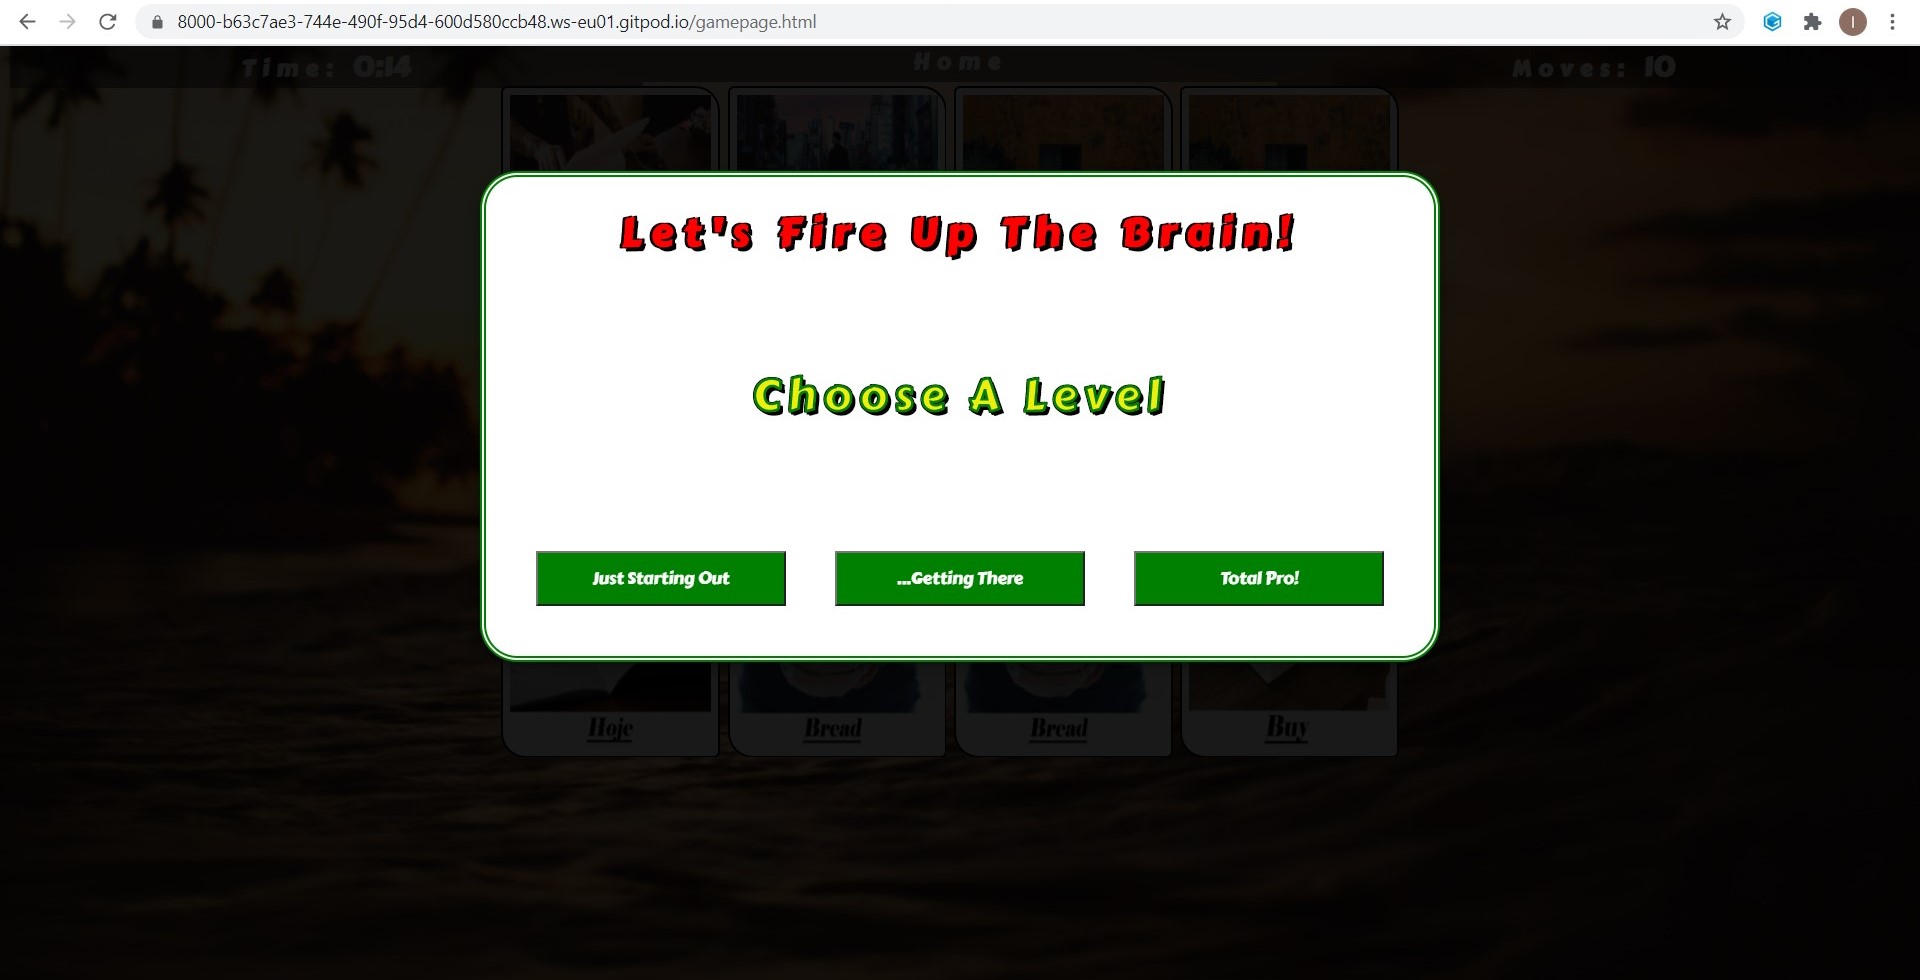 8000-b63c7ae3-744e-490f-95d4-600d580ccb48.ws-eu01.gitpod.io/gamepage.html
I
Time: 0:14
Home
Moves: 10
Let's Fire Up The Brain!
Choose A Level
Just Starting Out
...Getting There
Total Pro!
Hoje
Bread
Bread
Buy